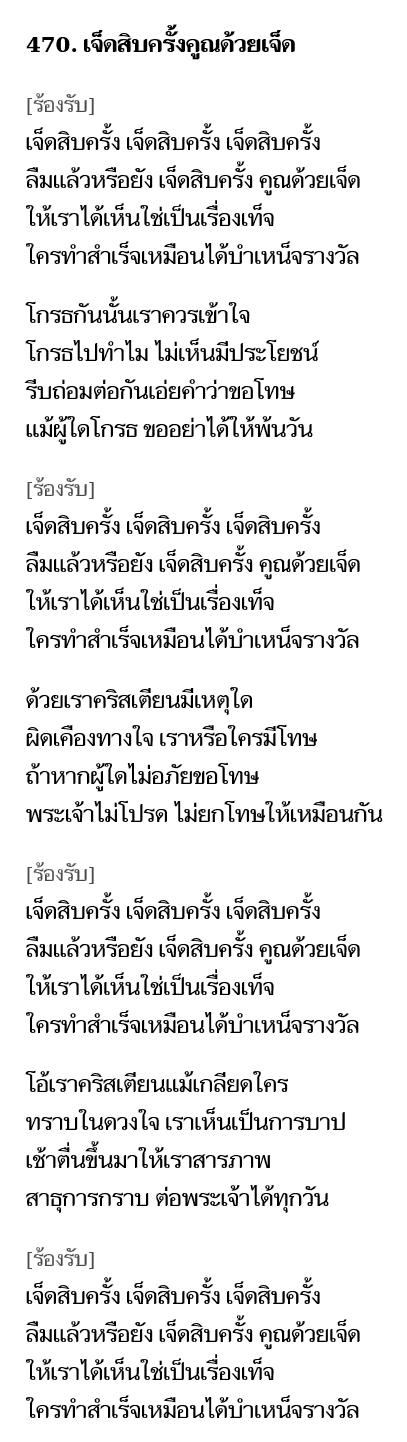 470. เจ็ดสิบครั้งคูณด้วยเจ็ด
[ร้องรับ]
เจ็ดสิบครั้ง เจ็ดสิบครั้ง เจ็ดสิบครั้ง
ลืมแล้วหรือยัง เจ็ดสิบครั้ง คูณด้วยเจ็ด
ให้เราได้เห็นใช่เป็นเรื่องเท็จ
ใครทำสำเร็จเหมือนได้บำเหน็จรางวัล
โกรธกันนั้นเราควรเข้าใจ
โกรธไปทำไม ไม่เห็นมีประโยชน์
รีบถ่อมต่อกันเอ่ยคำว่าขอโทษ
แม้ผู้ใดโกรธ ขออย่าได้ให้พ้นวัน
[ร้องรับ]
เจ็ดสิบครั้ง เจ็ดสิบครั้ง เจ็ดสิบครั้ง
ลืมแล้วหรือยัง เจ็ดสิบครั้ง คูณด้วยเจ็ด
ให้เราได้เห็นใช่เป็นเรื่องเท็จ
ใครทำสำเร็จเหมือนได้บำเหน็จรางวัล
ด้วยเราคริสเตียนมีเหตุใด
ผิดเคืองทางใจ เราหรือใครมีโทษ
ถ้าหากผู้ใดไม่อภัยขอโทษ
พระเจ้าไม่โปรด ไม่ยกโทษให้เหมือนกัน
[ร้องรับ]
เจ็ดสิบครั้ง เจ็ดสิบครั้ง เจ็ดสิบครั้ง
ลืมแล้วหรือยัง เจ็ดสิบครั้ง คูณด้วยเจ็ด
ให้เราได้เห็นใช่เป็นเรื่องเท็จ
ใครทำสำเร็จเหมือนได้บำเหน็จรางวัล
โอ้เราคริสเตียนแม้เกลียดใคร
ทราบในดวงใจ เราเห็นเป็นการบาป
เช้าตื่นขึ้นมาให้เราสารภาพ
สาธุการกราบ ต่อพระเจ้าได้ทุกวัน
[ร้องรับ]
เจ็ดสิบครั้ง เจ็ดสิบครั้ง เจ็ดสิบครั้ง
ลืมแล้วหรือยัง เจ็ดสิบครั้ง คูณด้วยเจ็ด
ให้เราได้เห็นใช่เป็นเรื่องเท็จ
ใครทำสำเร็จเหมือนได้บำเหน็จรางวัล